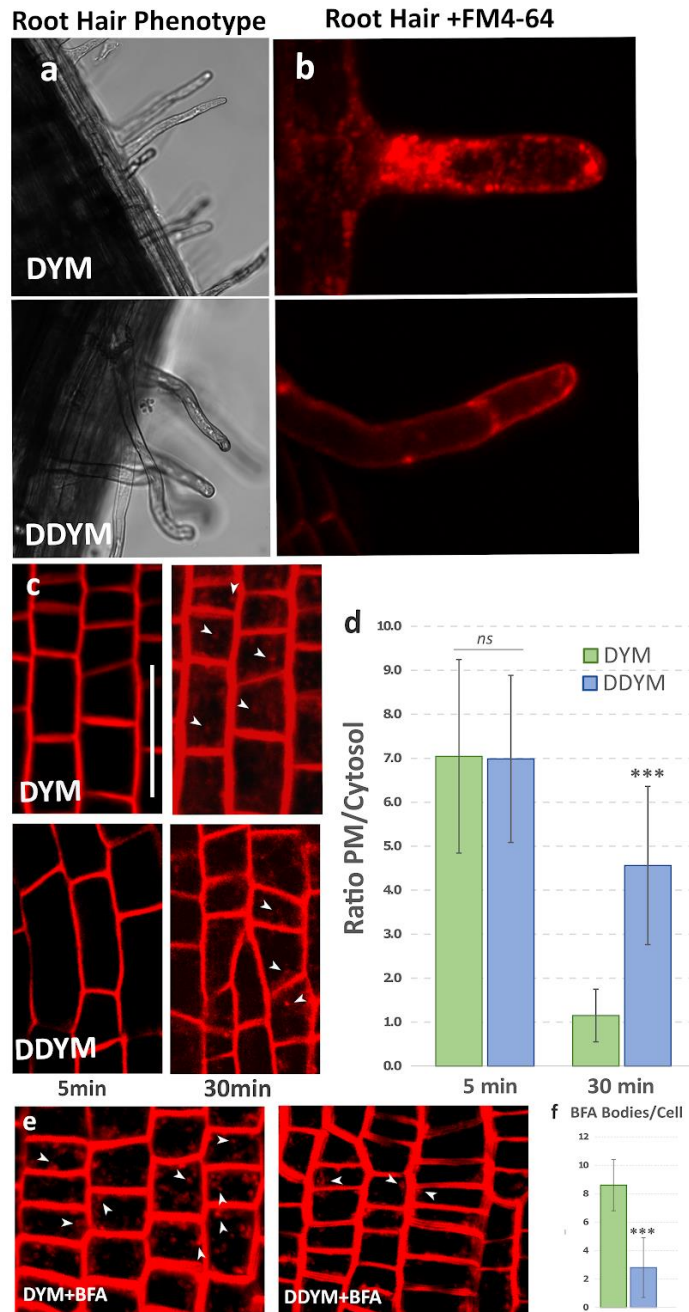 Root Hair Phenotype
Root Hair +FM4-64
a
b
DYM
DDYM
c
DYM
DDYM
5min
30min
d
10.0
9.0
8.0
7.0
6.0
5.0
4.0
3.0
2.0
1.0
0.0
Ratio PM/Cytosol
ns
DYM
DDYM
***
5 min
30 min
e
DYM+BFA
DDYM+BFA
f
BFA Bodies/Cell
12
10
8
6
4
2
0
***